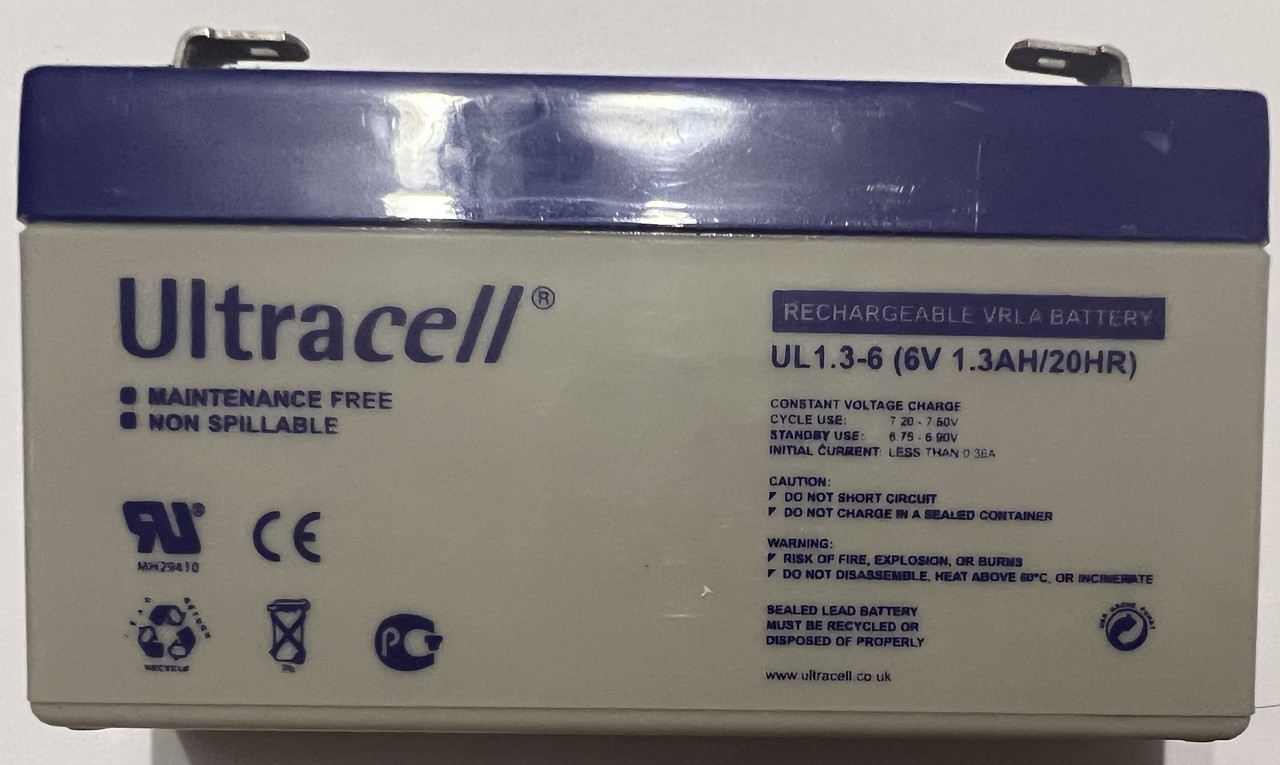 Ultracell®
■ MAINTENANCE FREE
■ NON SPILLABLE
MH29410
RECYCLE
Pb
RECHARGEABLE VRLA BATTERY
UL1.3-6 (6V 1.3AH/20HR)
CONSTANT VOLTAGE CHARGE
CYCLE USE: 7.20 - 7.50V
STANDBY USE: 6.75 - 6.90V
INITIAL CURRENT: LESS THAN 0.36A
CAUTION:
DO NOT SHORT CIRCUIT
DO NOT CHARGE IN A SEALED CONTAINER
WARNING:
RISK OF FIRE, EXPLOSION, OR BURNS
DO NOT DISASSEMBLE, HEAT ABOVE 60°C, OR INCINERATE
SEALED LEAD BATTERY
MUST BE RECYCLED OR
DISPOSED OF PROPERLY
www.ultracell.co.uk